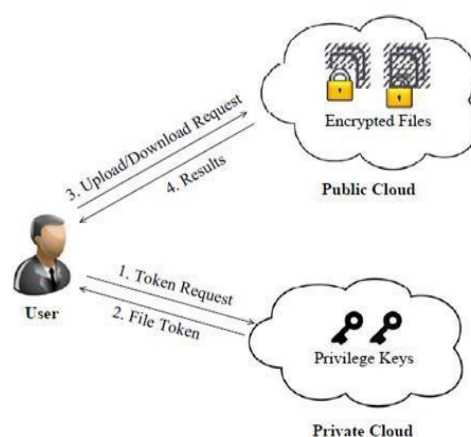 Encrypted Files
Public Cloud
3. Upload/Download Request
4. Results
User
1. Token Request
2. File Token
Privilege Keys
Private Cloud